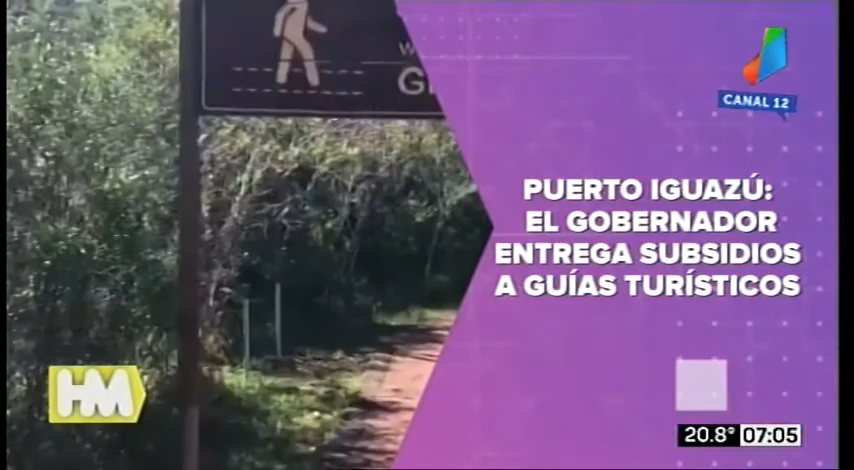 CANAL 12
PUERTO IGUAZÚ:
EL GOBERNADOR
ENTREGA SUBSIDIOS
A GUÍAS TURÍSTICOS
HM
20.8° 07:05